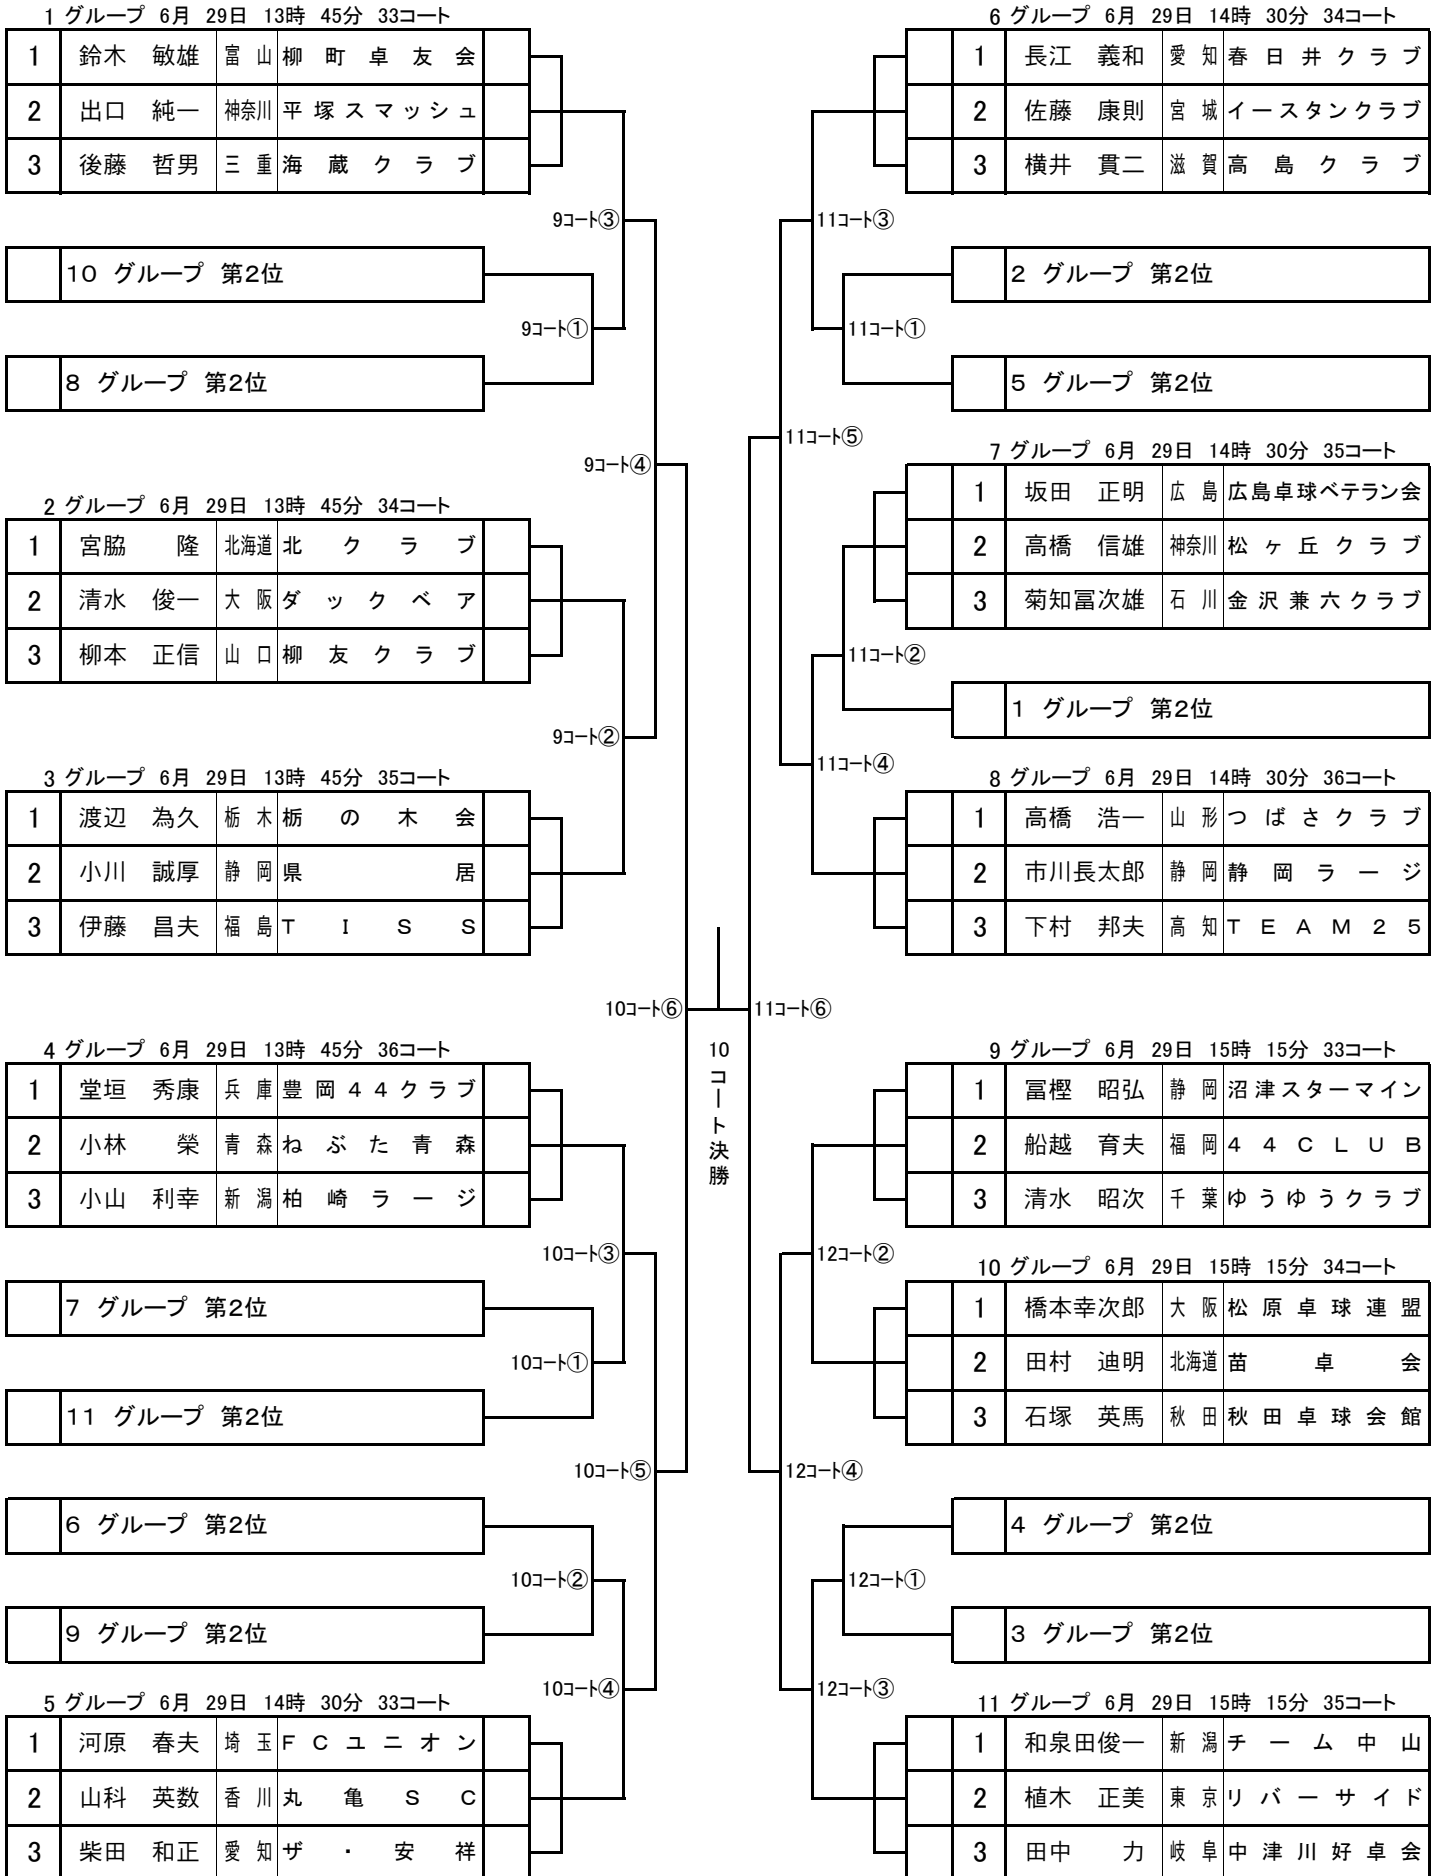 1 グループ 6月 29日 13時 45分 33コート
1 鈴木 敏雄 富山 柳町卓友会
2 出口 純一 神奈川 平塚スマッシュ
3 後藤 哲男 三重 海蔵クラブ
9コート③
10 グループ 第2位
9コート①
8 グループ 第2位
9コート④
2 グループ 6月 29日 13時 45分 34コート
1 宮脇 隆 北海道 北クラブ
2 清水 俊一 大阪 ダックベア
3 柳本 正信 山口 柳友クラブ
9コート②
3 グループ 6月 29日 13時 45分 35コート
1 渡辺 為久 栃木 栃の木会
2 小川 誠厚 静岡 県居
3 伊藤 昌夫 福島 TISS
10コート⑥
4 グループ 6月 29日 13時 45分 36コート
1 堂垣 秀康 兵庫 豊岡44クラブ
2 小林 榮 青森 ねぶた青森
3 小山 利幸 新潟 柏崎ラージ
10コート③
7 グループ 第2位
10コート①
11 グループ 第2位
10コート⑤
6 グループ 第2位
10コート②
9 グループ 第2位
10コート④
5 グループ 6月 29日 14時 30分 33コート
1 河原 春夫 埼玉 FCユニオン
2 山科 英数 香川 丸亀SC
3 柴田 和正 愛知 ザ・安祥
10コート決勝
6 グループ 6月 29日 14時 30分 34コート
1 長江 義和 愛知 春日井クラブ
2 佐藤 康則 宮城 イースタンクラブ
3 横井 貫二 滋賀 高島クラブ
11コート③
2 グループ 第2位
11コート①
5 グループ 第2位
11コート⑤
7 グループ 6月 29日 14時 30分 35コート
1 坂田 正明 広島 広島卓球ベテラン会
2 高橋 信雄 神奈川 松ヶ丘クラブ
3 菊知冨次雄 石川 金沢兼六クラブ
11コート②
1 グループ 第2位
11コート④
8 グループ 6月 29日 14時 30分 36コート
1 高橋 浩一 山形 つばさクラブ
2 市川長太郎 静岡 静岡ラージ
3 下村 邦夫 高知 TEAM25
11コート⑥
9 グループ 6月 29日 15時 15分 33コート
1 冨樫 昭弘 静岡 沼津スターマイン
2 船越 育夫 福岡 44CLUB
3 清水 昭次 千葉 ゆうゆうクラブ
12コート②
10 グループ 6月 29日 15時 15分 34コート
1 橋本幸次郎 大阪 松原卓球連盟
2 田村 迪明 北海道 苗卓会
3 石塚 英馬 秋田 秋田卓球会館
12コート④
4 グループ 第2位
12コート①
3 グループ 第2位
12コート③
11 グループ 6月 29日 15時 15分 35コート
1 和泉田俊一 新潟 チーム中山
2 植木 正美 東京 リバーサイド
3 田中 力 岐阜 中津川好卓会